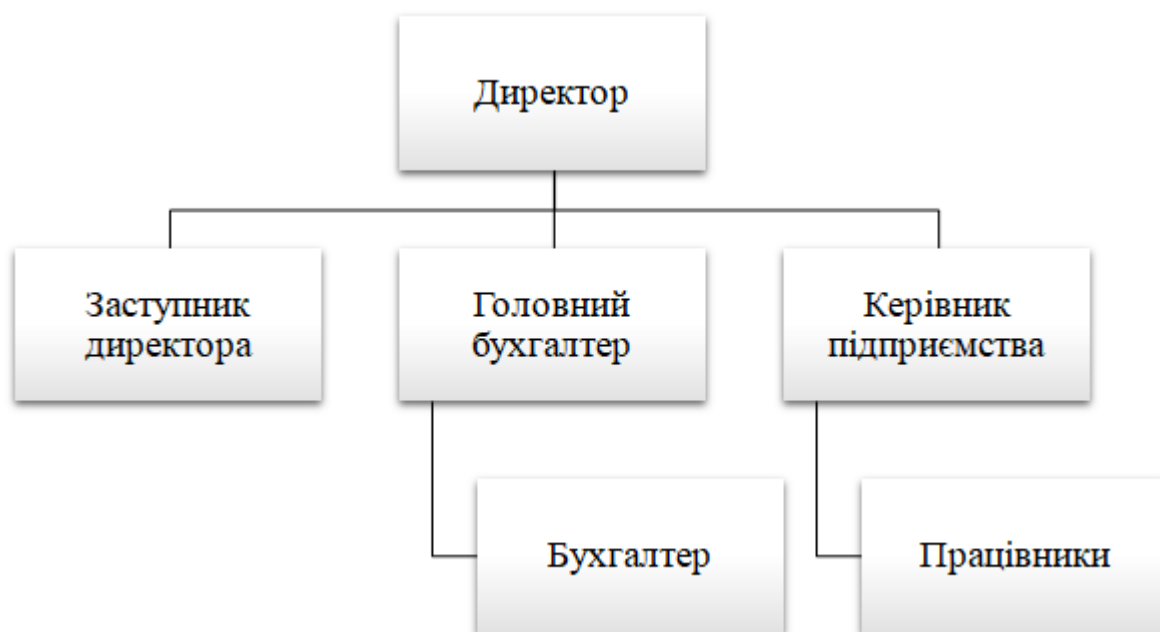 Директор
Заступник
директора
Головний
бухгалтер
Керівник
підприємства
Бухгалтер
Працівники